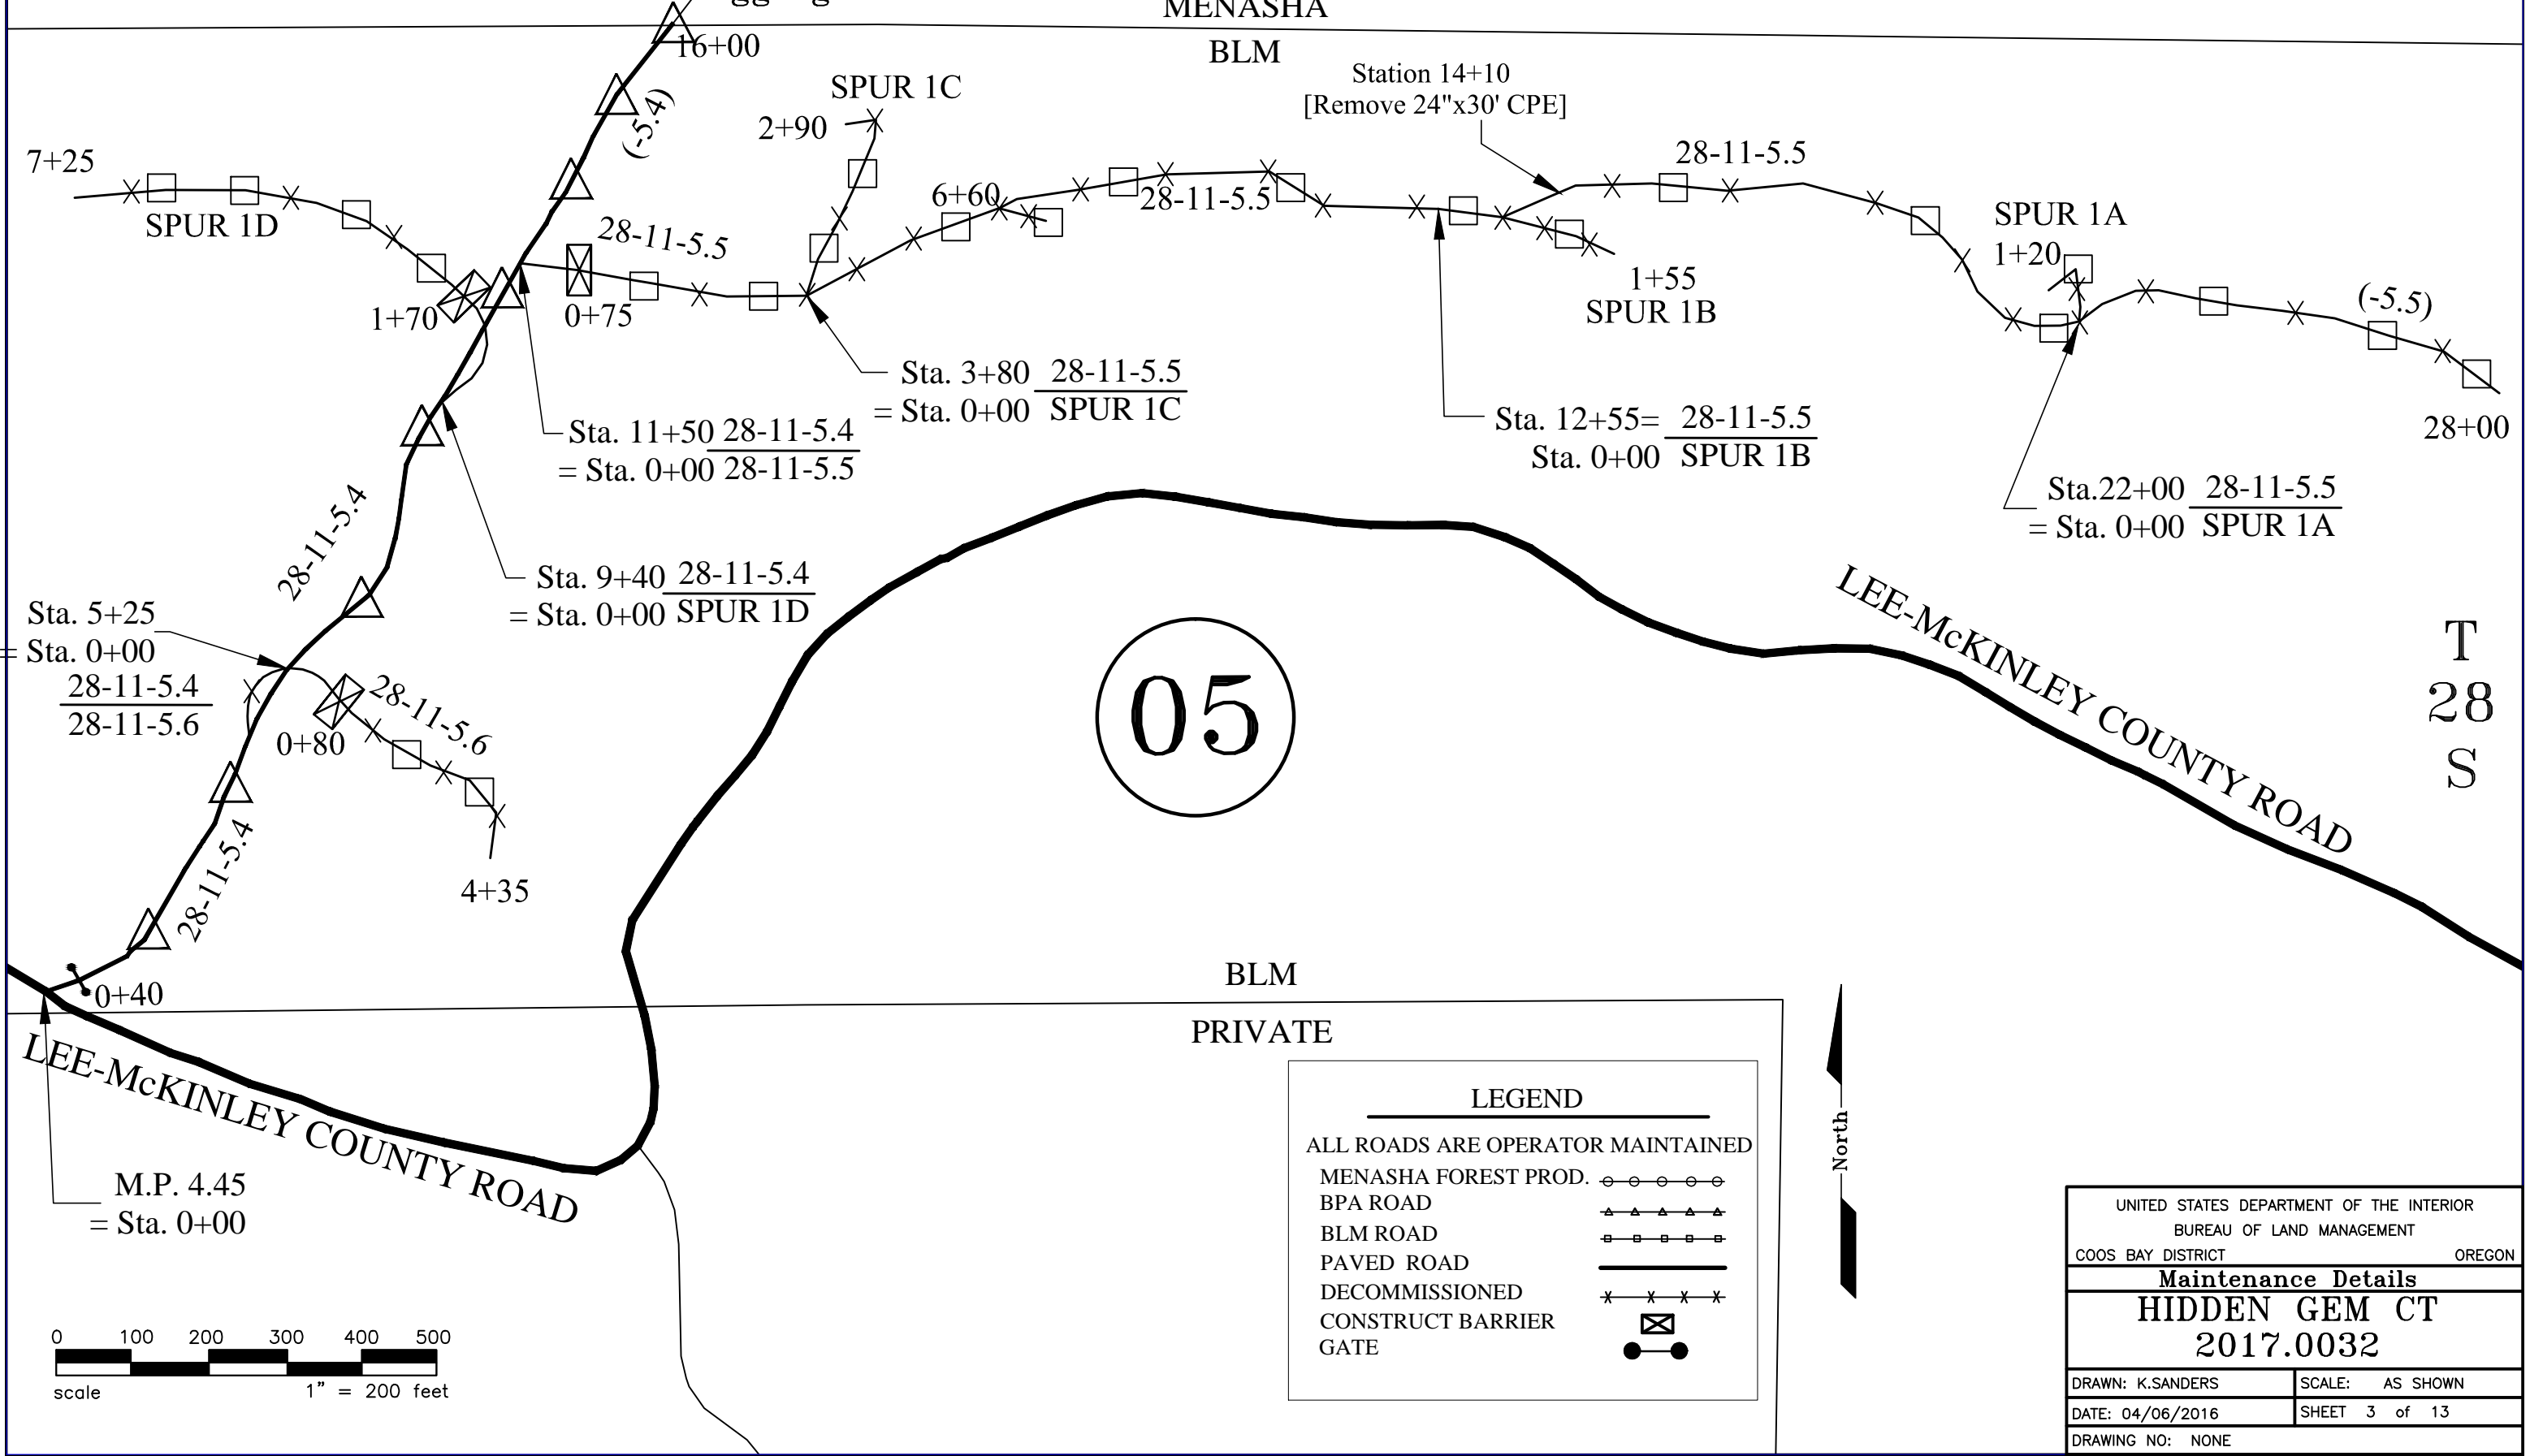 MENASHA
16+00
BLM
SPUR 1C
Station 14+10
[Remove 24"x30' CPE]
(-5.4)
2+90
7+25
28-11-5.5
6+60
28-11-5.5
SPUR 1D
28-11-5.5
SPUR 1A
1+20
1+70
0+75
1+55
SPUR 1B
(-5.5)
Sta. 3+80 28-11-5.5
= Sta. 0+00 SPUR 1C
Sta. 11+50 28-11-5.4
= Sta. 0+00 28-11-5.5
Sta. 12+55= 28-11-5.5
Sta. 0+00 SPUR 1B
28+00
Sta.22+00 28-11-5.5
= Sta. 0+00 SPUR 1A
28-11-5.4
Sta. 9+40 28-11-5.4
= Sta. 0+00 SPUR 1D
LEE-McKINLEY COUNTY ROAD
Sta. 5+25
= Sta. 0+00
28-11-5.4
28-11-5.6
28-11-5.6
0+80
05
T
28
S
4+35
28-11-5.4
0+40
BLM
PRIVATE
LEE-McKINLEY COUNTY ROAD
M.P. 4.45
= Sta. 0+00
LEGEND
ALL ROADS ARE OPERATOR MAINTAINED
MENASHA FOREST PROD.
BPA ROAD
BLM ROAD
PAVED ROAD
DECOMMISSIONED
CONSTRUCT BARRIER
GATE
North
0 100 200 300 400 500
scale 1" = 200 feet
UNITED STATES DEPARTMENT OF THE INTERIOR
BUREAU OF LAND MANAGEMENT
COOS BAY DISTRICT OREGON
Maintenance Details
HIDDEN GEM CT
2017.0032
DRAWN: K.SANDERS SCALE: AS SHOWN
DATE: 04/06/2016 SHEET 3 of 13
DRAWING NO: NONE